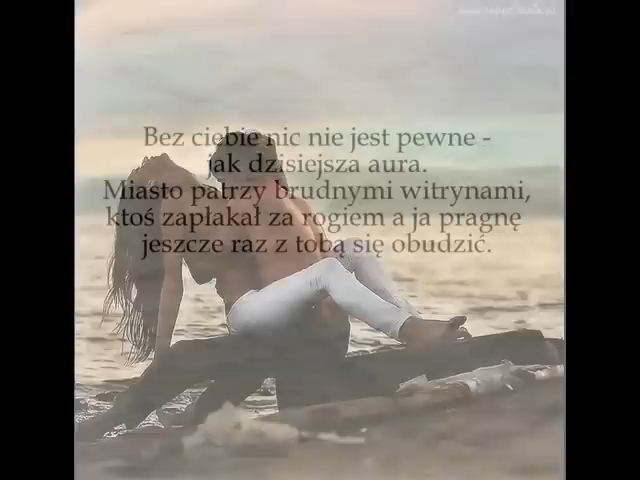 Bez ciebie nic nie jest pewne -
jak dzisiejsza aura.
Miasto patrzy brudnymi witrynami,
ktoś zapłakał za rogiem a ja pragnę
jeszcze raz z tobą się obudzić.